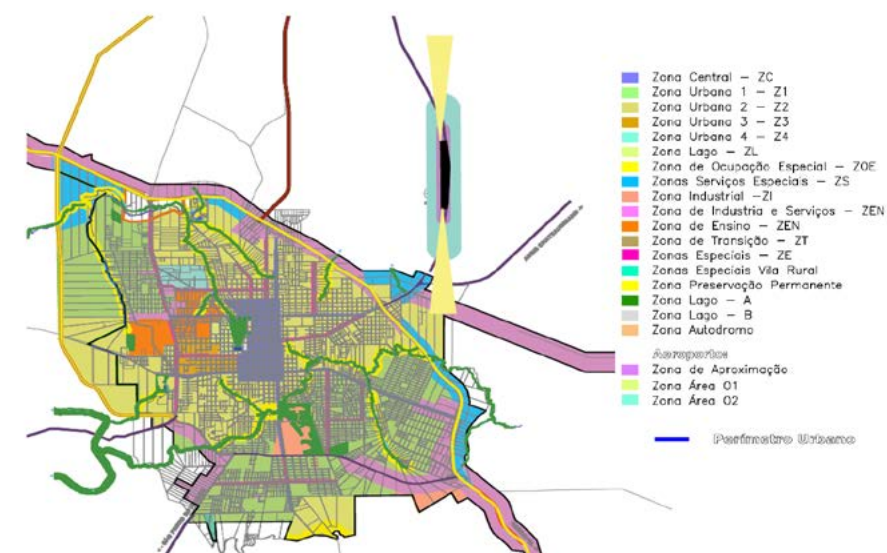 Zona Central – ZC
Zona Urbana 1 – Z1
Zona Urbana 2 – Z2
Zona Urbana 3 – Z3
Zona Urbana 4 – Z4
Zona Lago – ZL
Zona de Ocupação Especial – ZOE
Zonas Serviços Especiais – ZS
Zona Industrial –ZI
Zona de Industria e Serviços – ZEN
Zona de Ensino – ZEN
Zona de Transição – ZT
Zonas Especiais – ZE
Zonas Especiais Vila Rural
Zona Preservação Permanente
Zona Lago – A
Zona Lago – B
Zona Autodromo
Aeroporto:
Zona de Aproximação
Zona Área 01
Zona Área 02
Perímetro Urbano